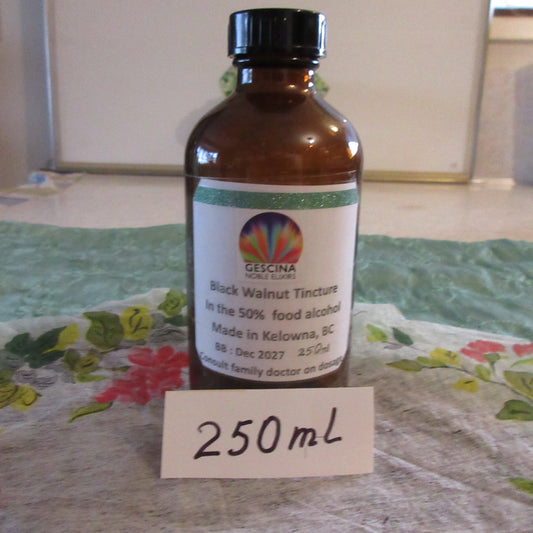 GESCINA
NOBLE ELIXIRS
Black Walnut Tincture
In the 50% food alcohol
Made in Kelowna, BC
BB : Dec 2027 250ml
Consult family doctor on dosage
250mL